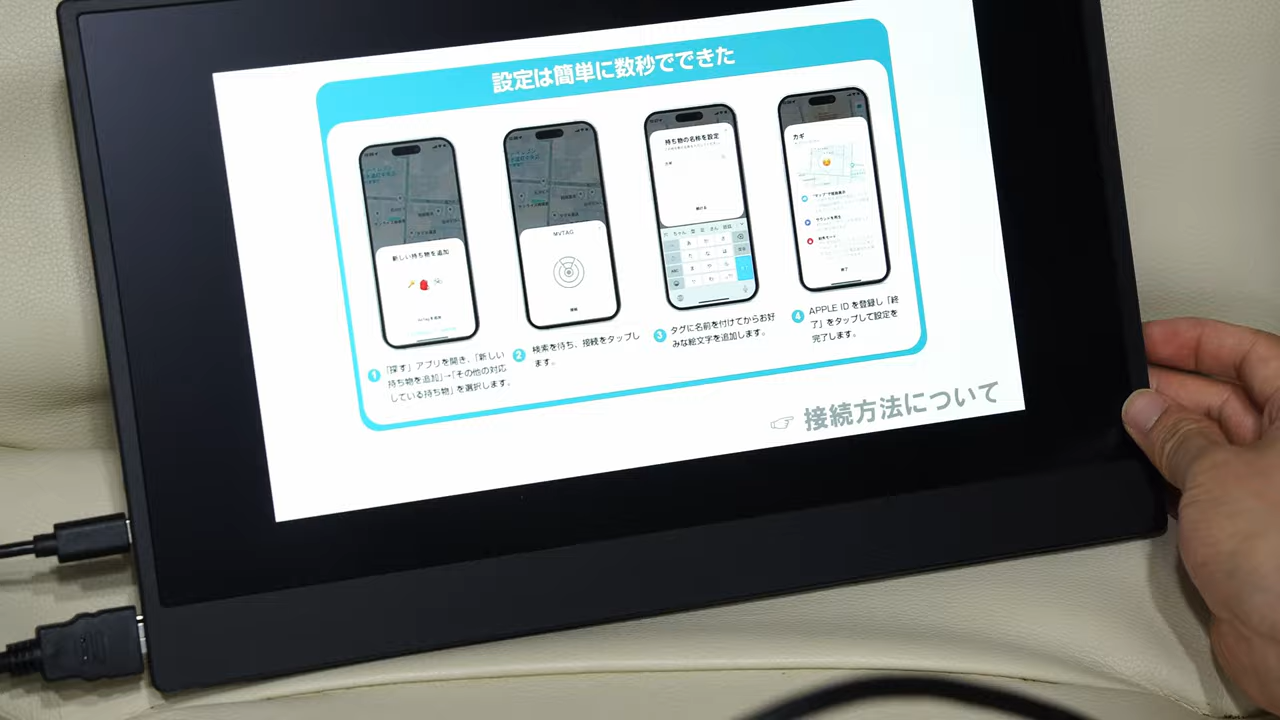 設定は簡単に数秒でできた
新しい持ち物を追加
MVTAG
持ち物の名称を設定
カギ
カギ
❶ 「探す」アプリを開き、「新しい
持ち物を追加」→「その他の対応
している持ち物」を選択します。
❷ 検索を待ち、接続をタップし
ます。
❸ タグに名前を付けてからお好
みな絵文字を追加します。
❹ APPLE ID を登録し「終
了」をタップして設定を
完了します。
☞ 接続方法について